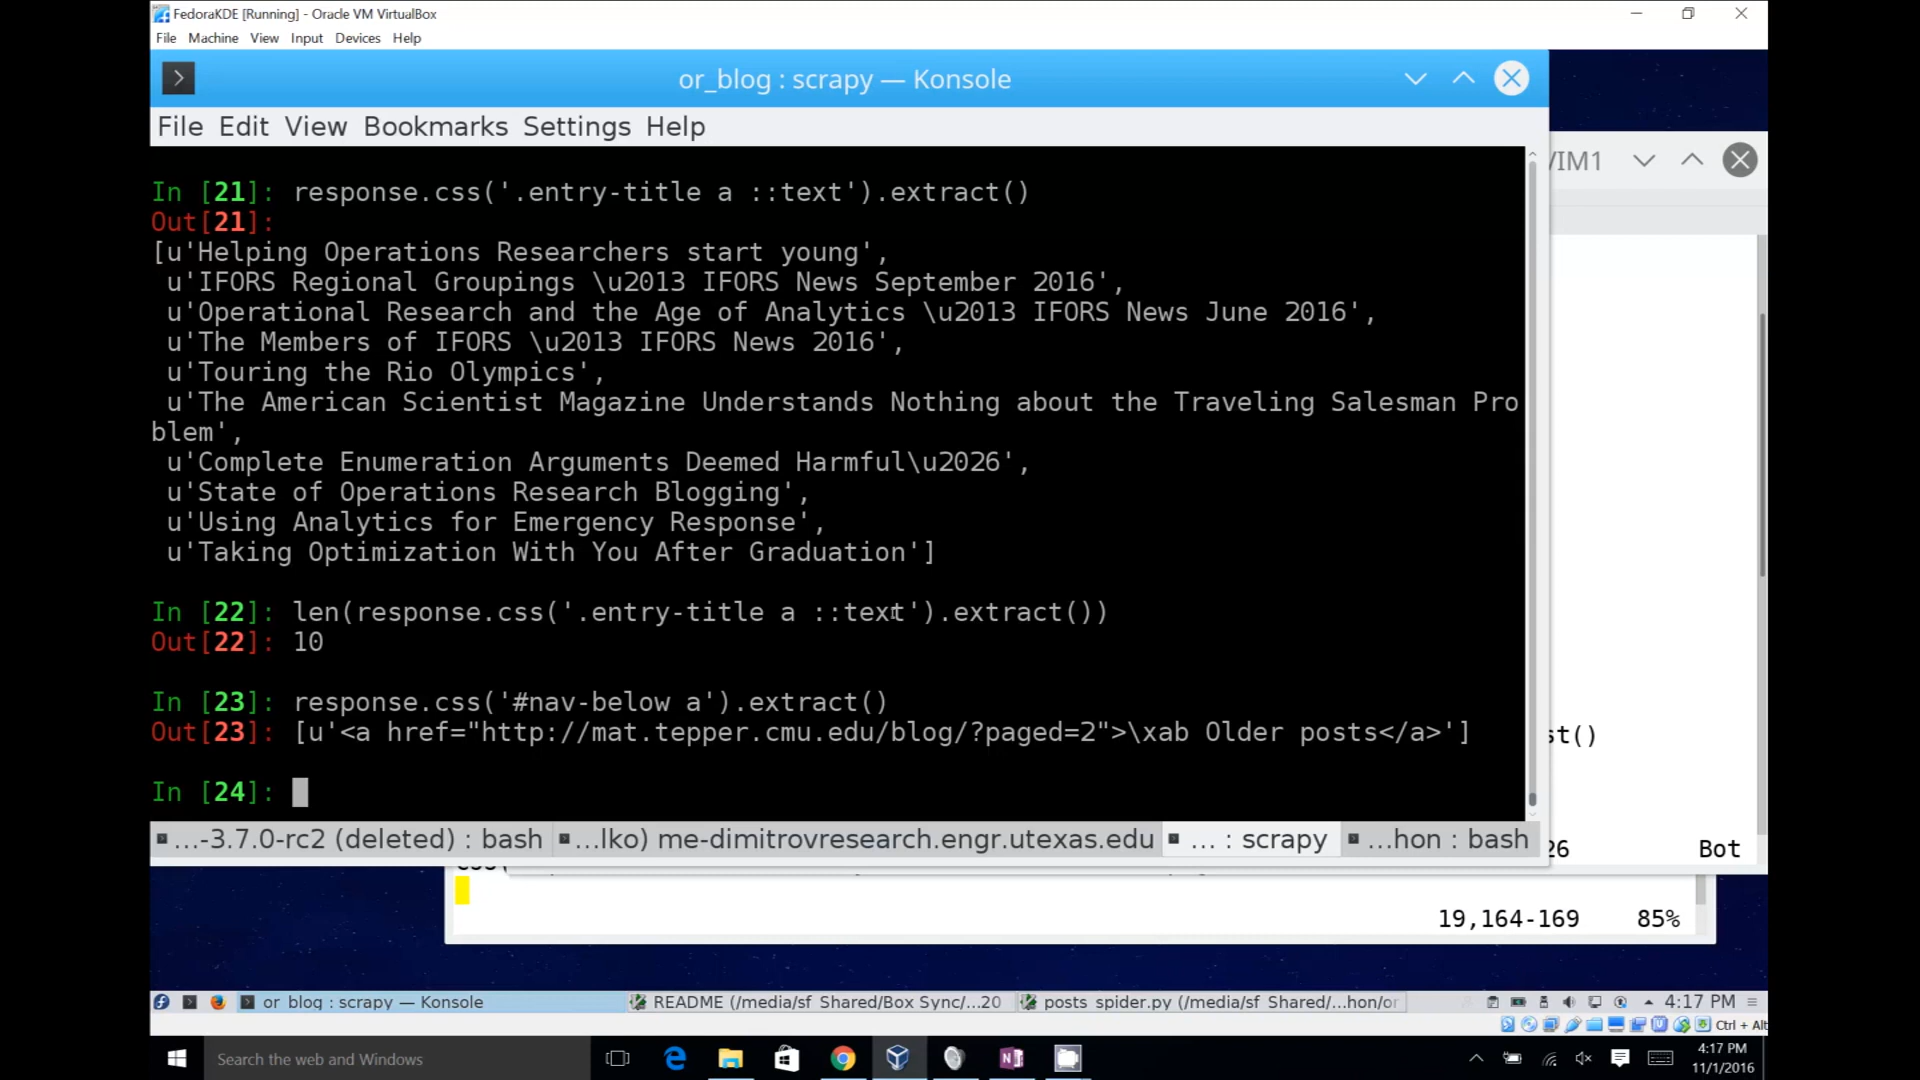 FedoraKDE [Running] - Oracle VM VirtualBox
File Machine View Input Devices Help
or_blog : scrapy — Konsole
File Edit View Bookmarks Settings Help
VIM1
In [21]: response.css('.entry-title a ::text').extract()
Out[21]:
[u'Helping Operations Researchers start young',
u'IFORS Regional Groupings \u2013 IFORS News September 2016',
u'Operational Research and the Age of Analytics \u2013 IFORS News June 2016',
u'The Members of IFORS \u2013 IFORS News 2016',
u'Touring the Rio Olympics',
u'The American Scientist Magazine Understands Nothing about the Traveling Salesman Pro
blem',
u'Complete Enumeration Arguments Deemed Harmful\u2026',
u'State of Operations Research Blogging',
u'Using Analytics for Emergency Response',
u'Taking Optimization With You After Graduation']
In [22]: len(response.css('.entry-title a ::text').extract())
Out[22]: 10
In [23]: response.css('#nav-below a').extract()
Out[23]: [u'<a href="http://mat.tepper.cmu.edu/blog/?paged=2">\xab Older posts</a>']
st()
In [24]:
...-3.7.0-rc2 (deleted) : bash ...lko) me-dimitrovresearch.engr.utexas.edu ... : scrapy ...hon : bash
26 Bot
19,164-169 85%
or_blog : scrapy — Konsole README (/media/sf_Shared/Box Sync/...20 posts_spider.py (/media/sf_Shared/...hon/or 4:17 PM
Ctrl + Alt
Search the web and Windows
4:17 PM
11/1/2016